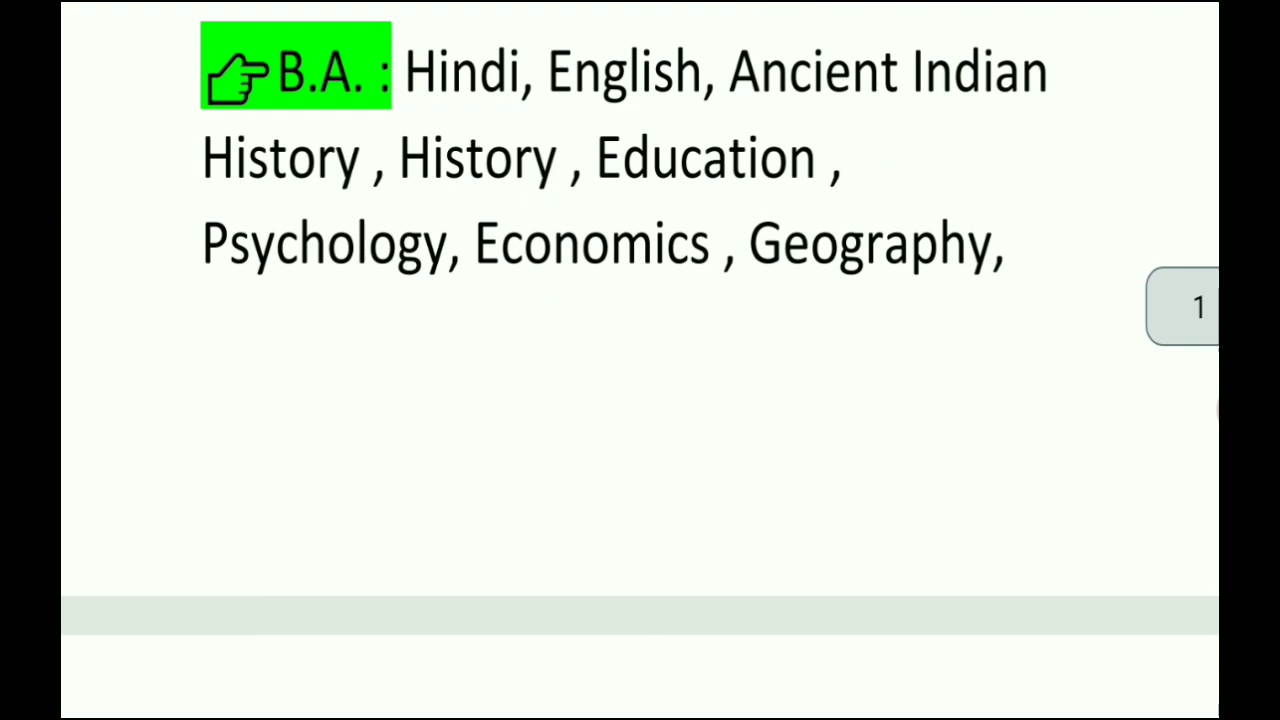 👉B.A. : Hindi, English, Ancient Indian
History , History , Education ,
Psychology, Economics , Geography,
1